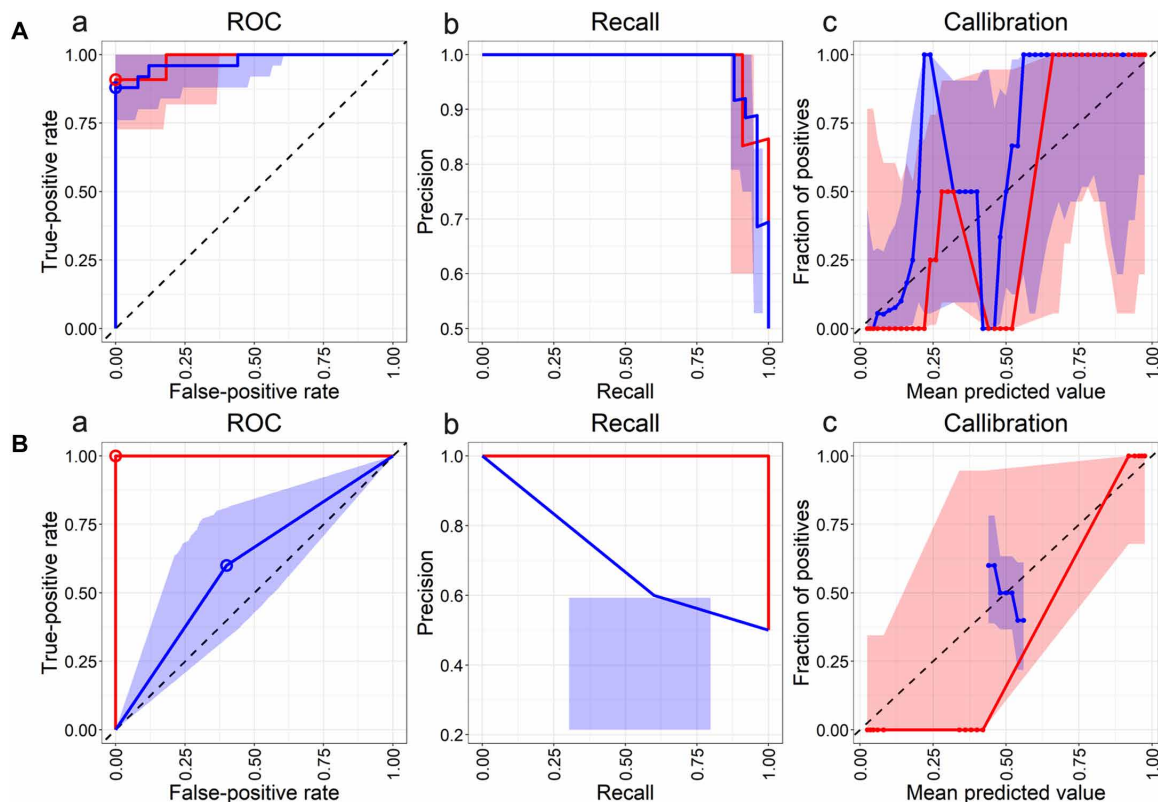 A
a
ROC
True-positive rate
1.00
0.75
0.50
0.25
0.00
0.00
0.25
0.50
0.75
1.00
False-positive rate
b
Recall
Precision
1.0
0.9
0.8
0.7
0.6
0.5
0.00
0.25
0.50
0.75
1.00
Recall
c
Callibration
Fraction of positives
1.00
0.75
0.50
0.25
0.00
0.00
0.25
0.50
0.75
1.00
Mean predicted value
B
a
ROC
True-positive rate
1.00
0.75
0.50
0.25
0.00
0.00
0.25
0.50
0.75
1.00
False-positive rate
b
Recall
Precision
1.0
0.8
0.6
0.4
0.2
0.00
0.25
0.50
0.75
1.00
Recall
c
Callibration
Fraction of positives
1.00
0.75
0.50
0.25
0.00
0.00
0.25
0.50
0.75
1.00
Mean predicted value